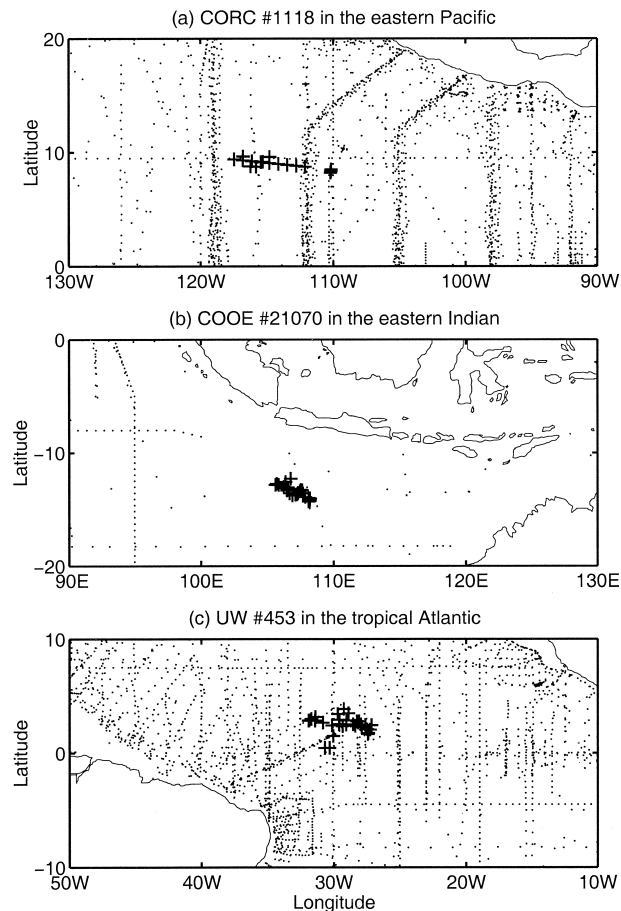 (a) CORC #1118 in the eastern Pacific
20
10
0
Latitude
130W 120W 110W 100W 90W
(b) COOE #21070 in the eastern Indian
0
−10
−20
Latitude
90E 100E 110E 120E 130E
(c) UW #453 in the tropical Atlantic
10
0
−10
Latitude
50W 40W 30W 20W 10W
Longitude